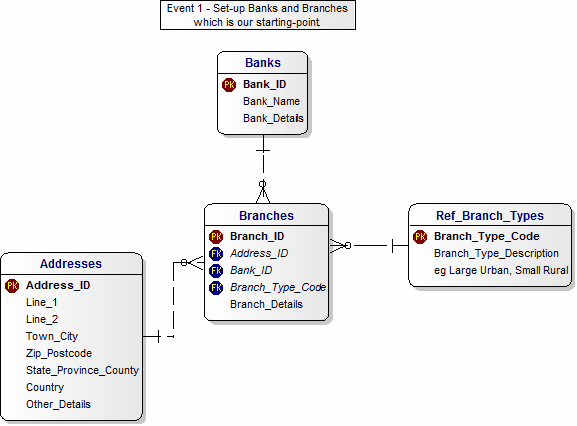 Event 1 - Set-up Banks and Branches
which is our starting-point.
Banks
PK Bank_ID
Bank_Name
Bank_Details
Branches
PK Branch_ID
FK Address_ID
FK Bank_ID
FK Branch_Type_Code
Branch_Details
Ref_Branch_Types
PK Branch_Type_Code
Branch_Type_Description
eg Large Urban, Small Rural
Addresses
PK Address_ID
Line_1
Line_2
Town_City
Zip_Postcode
State_Province_County
Country
Other_Details